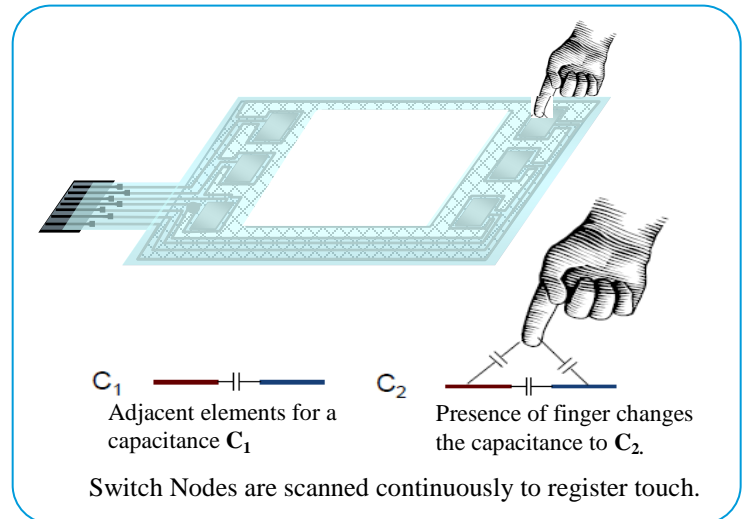 C₁
Adjacent elements for a
capacitance C₁
C₂
Presence of finger changes
the capacitance to C₂.
Switch Nodes are scanned continuously to register touch.